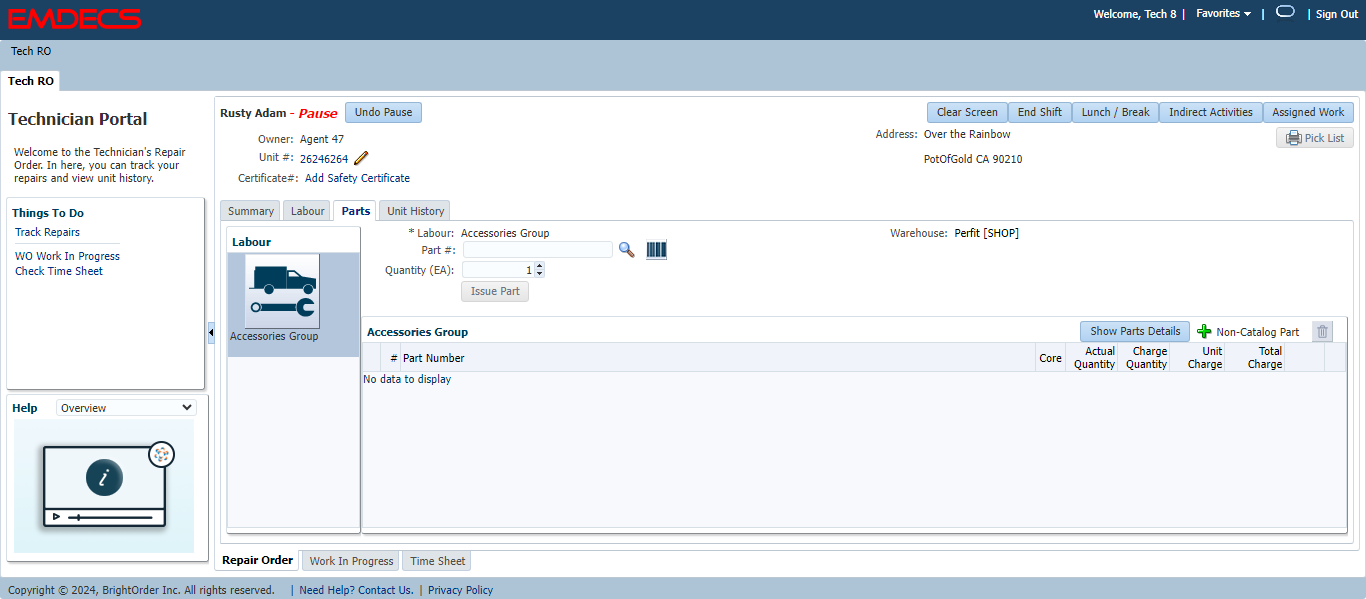 EMDECS
Welcome, Tech 8 | Favorites | | Sign Out
Tech RO
Tech RO
Technician Portal
Welcome to the Technician's Repair
Order. In here, you can track your
repairs and view unit history.
Things To Do
Track Repairs
WO Work In Progress
Check Time Sheet
Help Overview
i
Rusty Adam - Pause Undo Pause
Clear Screen End Shift Lunch / Break Indirect Activities Assigned Work
Owner: Agent 47
Address: Over the Rainbow
Pick List
Unit #: 26246264
PotOfGold CA 90210
Certificate#: Add Safety Certificate
Summary Labour Parts Unit History
Labour
Accessories Group
* Labour: Accessories Group
Warehouse: Perfit [SHOP]
Part #:
Quantity (EA): 1
Issue Part
Accessories Group
Show Parts Details Non-Catalog Part
# Part Number Core Actual Quantity Charge Quantity Unit Charge Total Charge
No data to display
Repair Order Work In Progress Time Sheet
Copyright © 2024, BrightOrder Inc. All rights reserved. | Need Help? Contact Us. | Privacy Policy